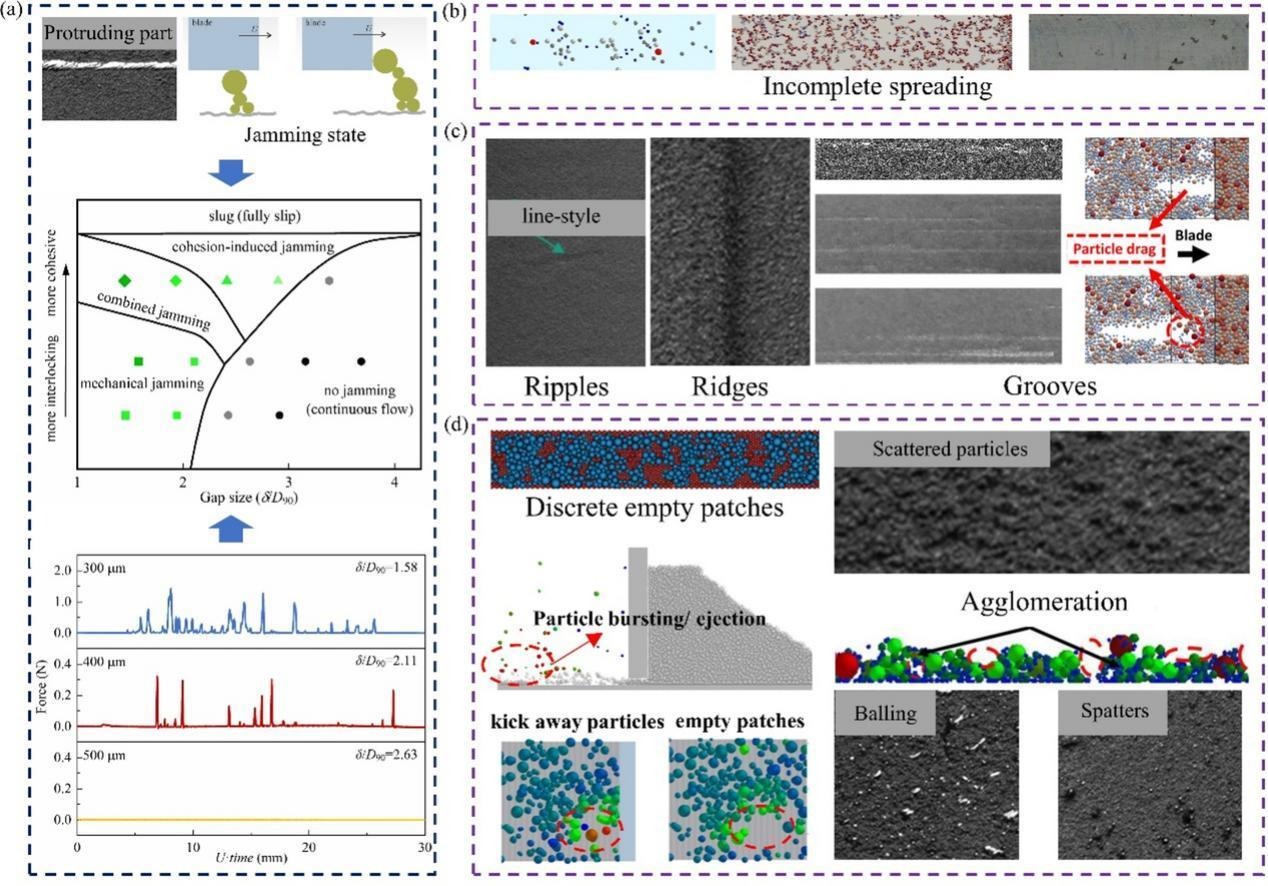 (a)
Protruding part
blade
U
blade
U
Jamming state
slug (fully slip)
cohesion-induced jamming
combined jamming
mechanical jamming
no jamming
(continuous flow)
more cohesive
more interlocking
1 2 3 4
Gap size (δ/D90)
300 μm
δ/D90=1.58
2.0
1.0
0.0
400 μm
δ/D90=2.11
0.4
0.2
0.0
500 μm
δ/D90=2.63
0.4
0.2
0.0
Force (N)
0 10 20 30
U·time (mm)
(b)
Incomplete spreading
(c)
line-style
Particle drag
Blade
Ripples
Ridges
Grooves
(d)
Discrete empty patches
Scattered particles
Particle bursting/ ejection
Agglomeration
kick away particles
empty patches
Balling
Spatters